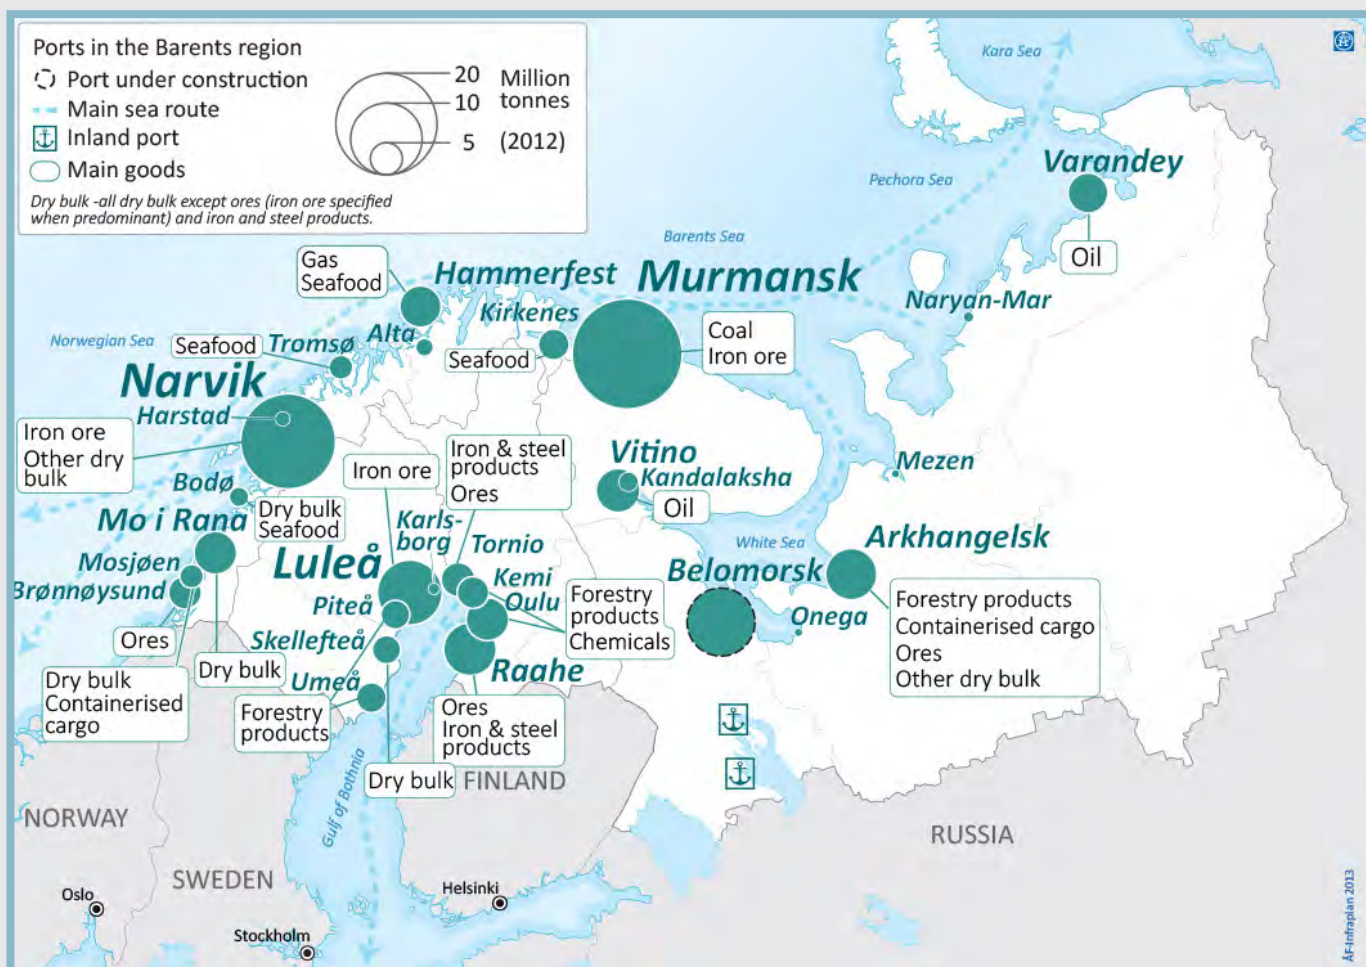 Ports in the Barents region
Port under construction
Main sea route
Inland port
Main goods
20
10
5
Million
tonnes
(2012)
Dry bulk -all dry bulk except ores (iron ore specified
when predominant) and iron and steel products.
Kara Sea
Varandey
Pechora Sea
Oil
Barents Sea
Gas
Seafood
Hammerfest
Murmansk
Naryan-Mar
Kirkenes
Alta
Coal
Iron ore
Norwegian Sea
Seafood
Tromsø
Seafood
Narvik
Harstad
Iron ore
Other dry
bulk
Iron & steel
products
Ores
Iron ore
Vitino
Kandalaksha
Oil
Mezen
Bodø
Dry bulk
Seafood
Mo i Rana
Karls-
borg
Tornio
White Sea
Arkhangelsk
Luleå
Belomorsk
Mosjøen
Brønnøysund
Kemi
Oulu
Forestry
products
Chemicals
Piteå
Onega
Forestry products
Containerised cargo
Ores
Other dry bulk
Ores
Skellefteå
Raahe
Dry bulk
Dry bulk
Containerised
cargo
Umeå
Forestry
products
Ores
Iron & steel
products
Dry bulk
FINLAND
NORWAY
Gulf of Bothnia
RUSSIA
SWEDEN
Helsinki
Oslo
Stockholm
ÅF-Infraplan 2013